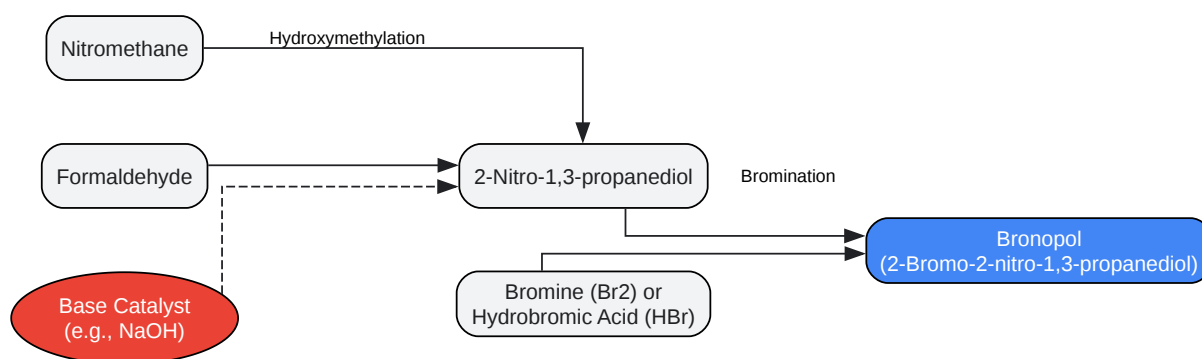 Nitromethane
Hydroxymethylation
Formaldehyde
2-Nitro-1,3-propanediol
Bromination
Bronopol
(2-Bromo-2-nitro-1,3-propanediol)
Base Catalyst
(e.g., NaOH)
Bromine (Br2) or
Hydrobromic Acid (HBr)